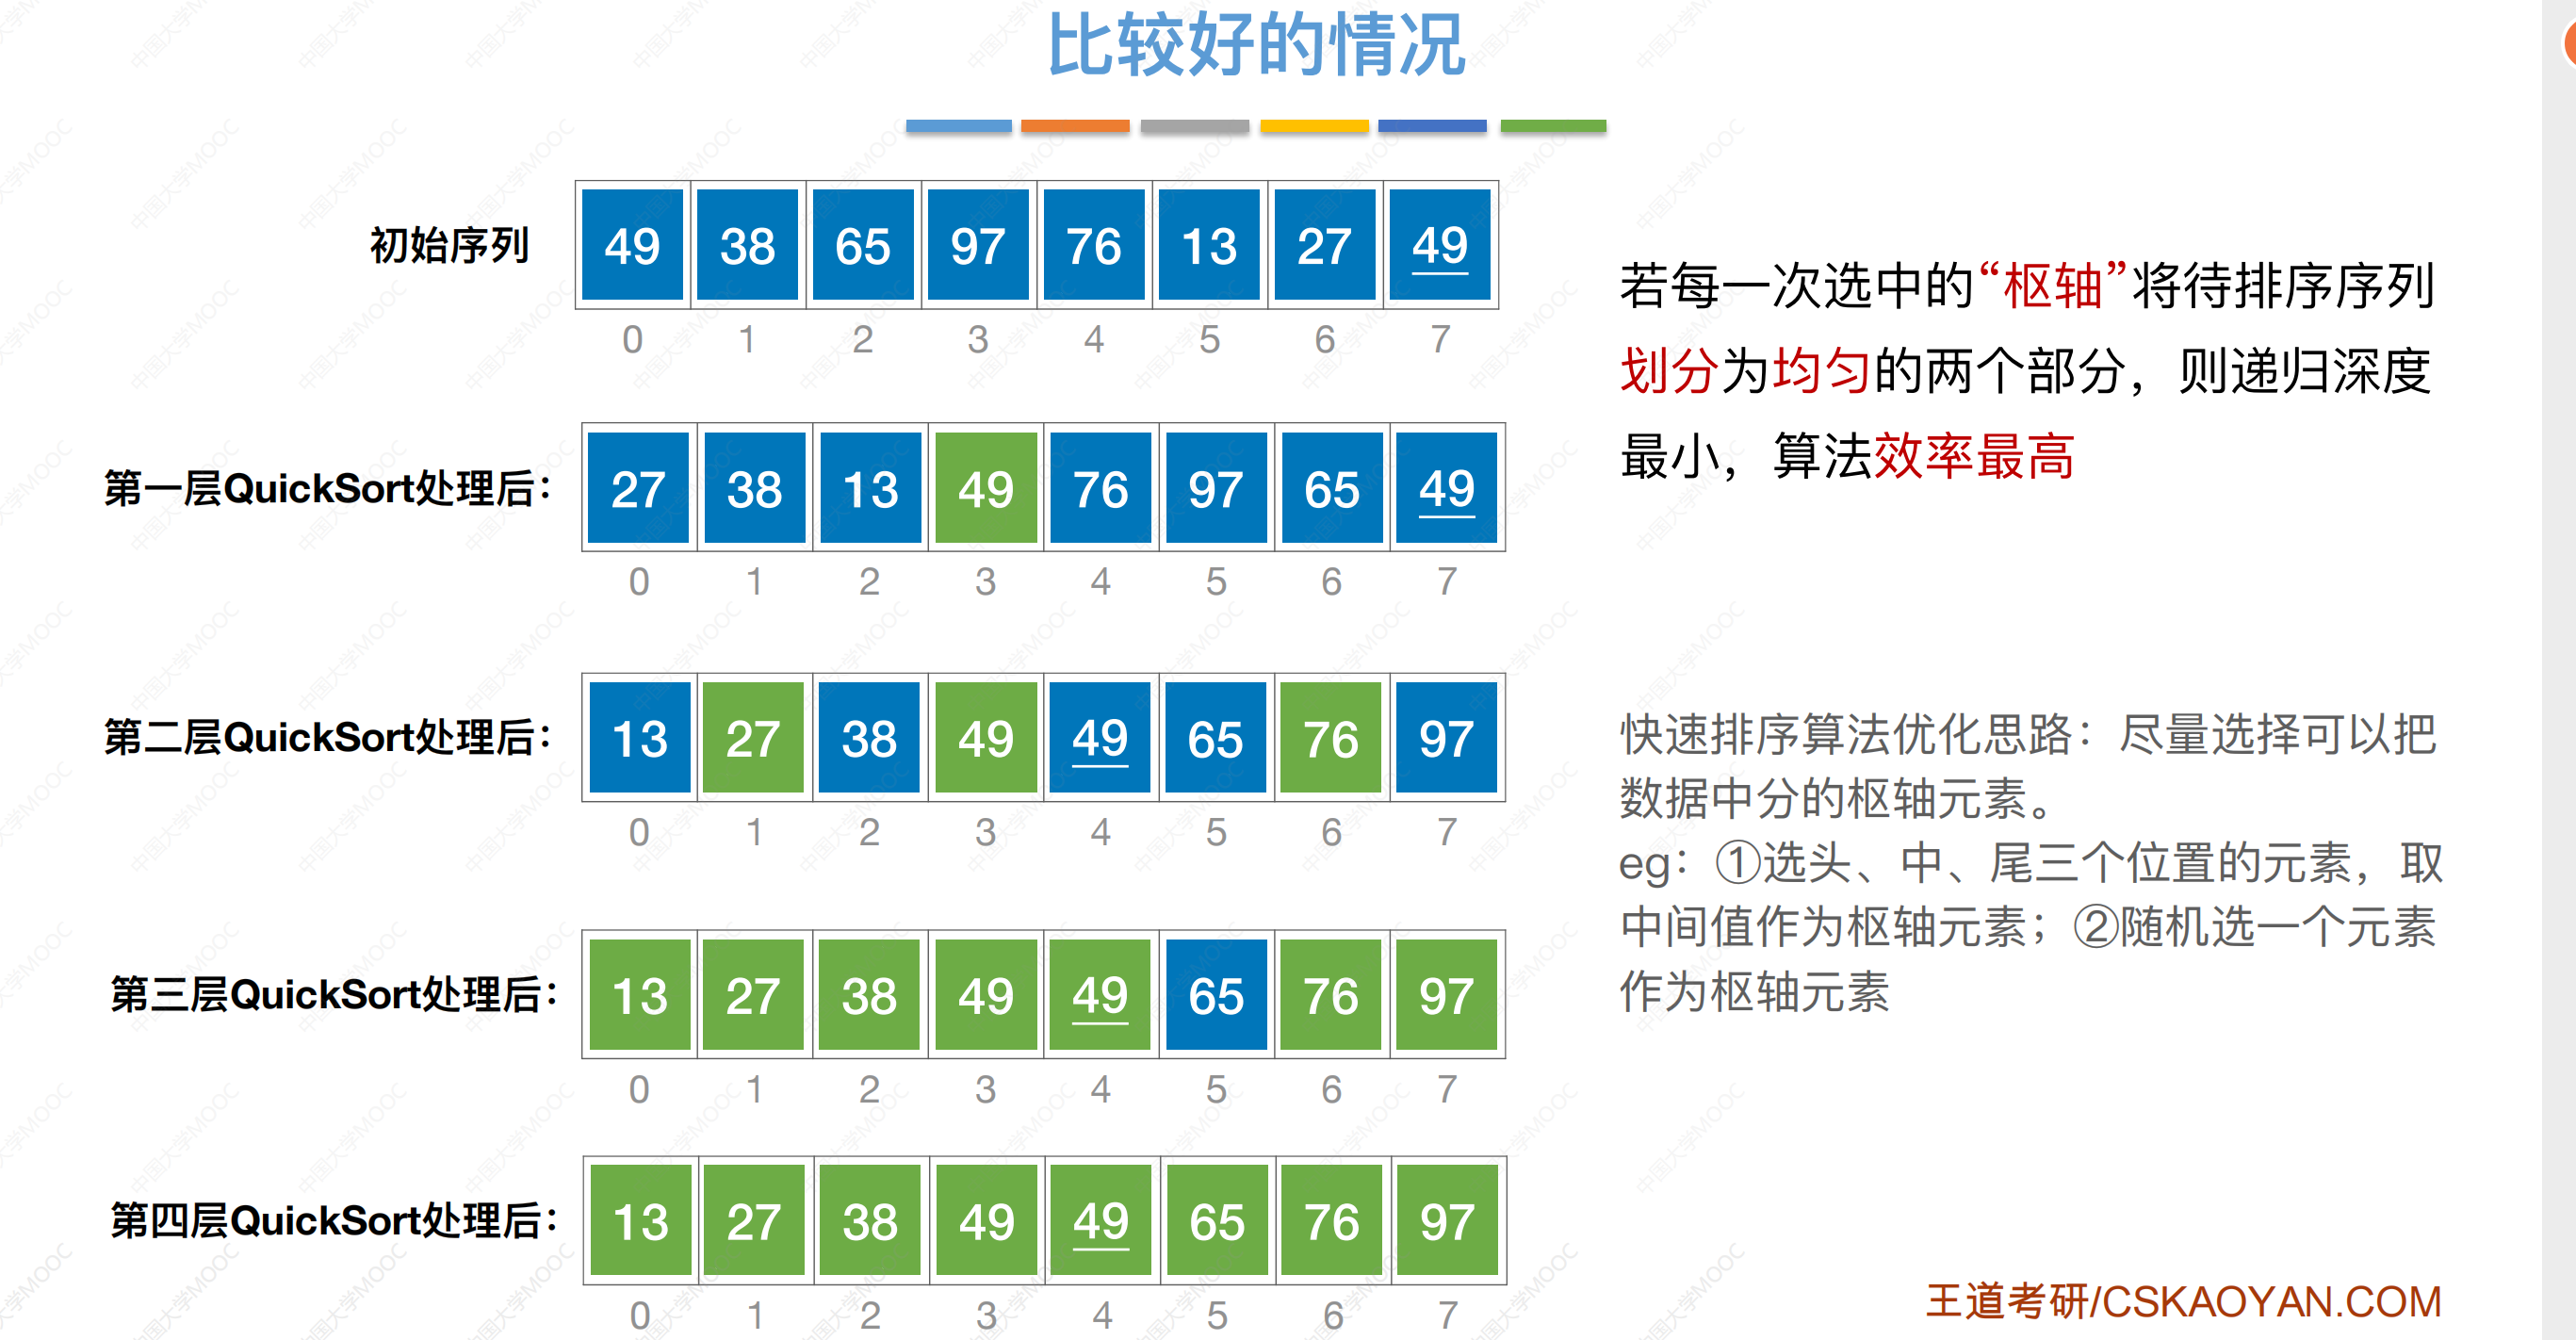 比较好的情况
初始序列
49 38 65 97 76 13 27 49
0 1 2 3 4 5 6 7
若每一次选中的“枢轴”将待排序序列
划分为均匀的两个部分，则递归深度
最小，算法效率最高
第一层QuickSort处理后：
27 38 13 49 76 97 65 49
0 1 2 3 4 5 6 7
第二层QuickSort处理后：
13 27 38 49 49 65 76 97
0 1 2 3 4 5 6 7
快速排序算法优化思路：尽量选择可以把
数据中分的枢轴元素。
eg：①选头、中、尾三个位置的元素，取
中间值作为枢轴元素；②随机选一个元素
作为枢轴元素
第三层QuickSort处理后：
13 27 38 49 49 65 76 97
0 1 2 3 4 5 6 7
第四层QuickSort处理后：
13 27 38 49 49 65 76 97
0 1 2 3 4 5 6 7
王道考研/CSKAOYAN.COM
中国大学MOOC